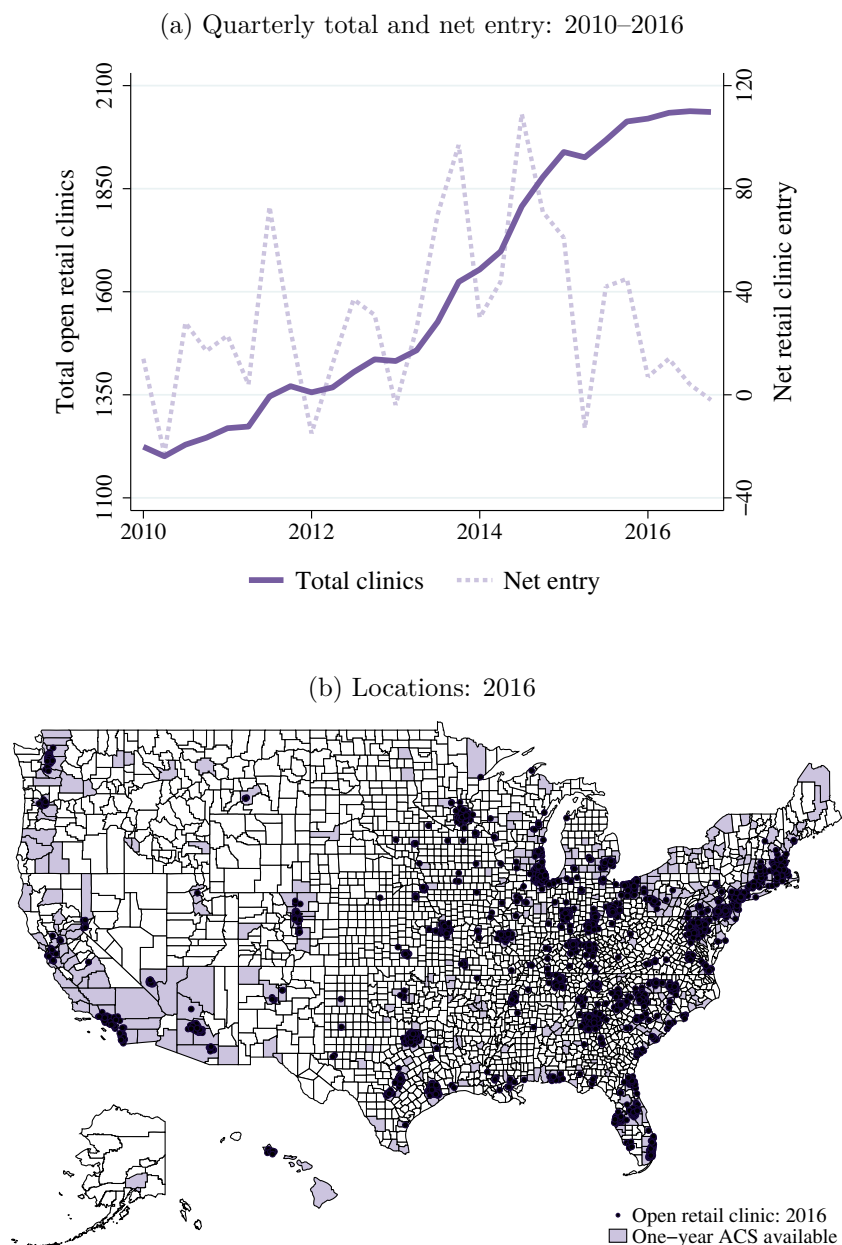 (a) Quarterly total and net entry: 2010–2016
2100
1850
1600
1350
1100
Total open retail clinics
120
80
40
0
−40
Net retail clinic entry
2010
2012
2014
2016
Total clinics
Net entry
(b) Locations: 2016
Open retail clinic: 2016
One−year ACS available